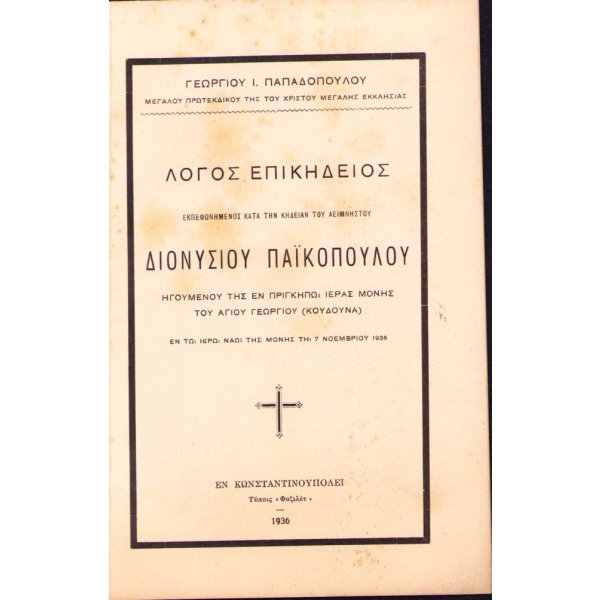 ΓΕΩΡΓΙΟΥ Ι. ΠΑΠΑΔΟΠΟΥΛΟΥ
ΜΕΓΑΛΟΥ ΠΡΩΤΕΚΔΙΚΟΥ ΤΗΣ ΤΟΥ ΧΡΙΣΤΟΥ ΜΕΓΑΛΗΣ ΕΚΚΛΗΣΙΑΣ
ΛΟΓΟΣ ΕΠΙΚΗΔΕΙΟΣ
ΕΚΠΕΦΩΝΗΜΕΝΟΣ ΚΑΤΑ ΤΗΝ ΚΗΔΕΙΑΝ ΤΟΥ ΑΕΙΜΝΗΣΤΟΥ
ΔΙΟΝΥΣΙΟΥ ΠΑΪΚΟΠΟΥΛΟΥ
ΗΓΟΥΜΕΝΟΥ ΤΗΣ ΕΝ ΠΡΙΓΚΗΠΩι ΙΕΡΑΣ ΜΟΝΗΣ
ΤΟΥ ΑΓΙΟΥ ΓΕΩΡΓΙΟΥ (ΚΟΥΔΟΥΝΑ)
ΕΝ ΤΩι ΙΕΡΩι ΝΑΩΙ ΤΗΣ ΜΟΝΗΣ ΤΗι 7 ΝΟΕΜΒΡΙΟΥ 1936
ΕΝ ΚΩΝΣΤΑΝΤΙΝΟΥΠΟΛΕΙ
Τύποις «Φαζιλέτ»
1936